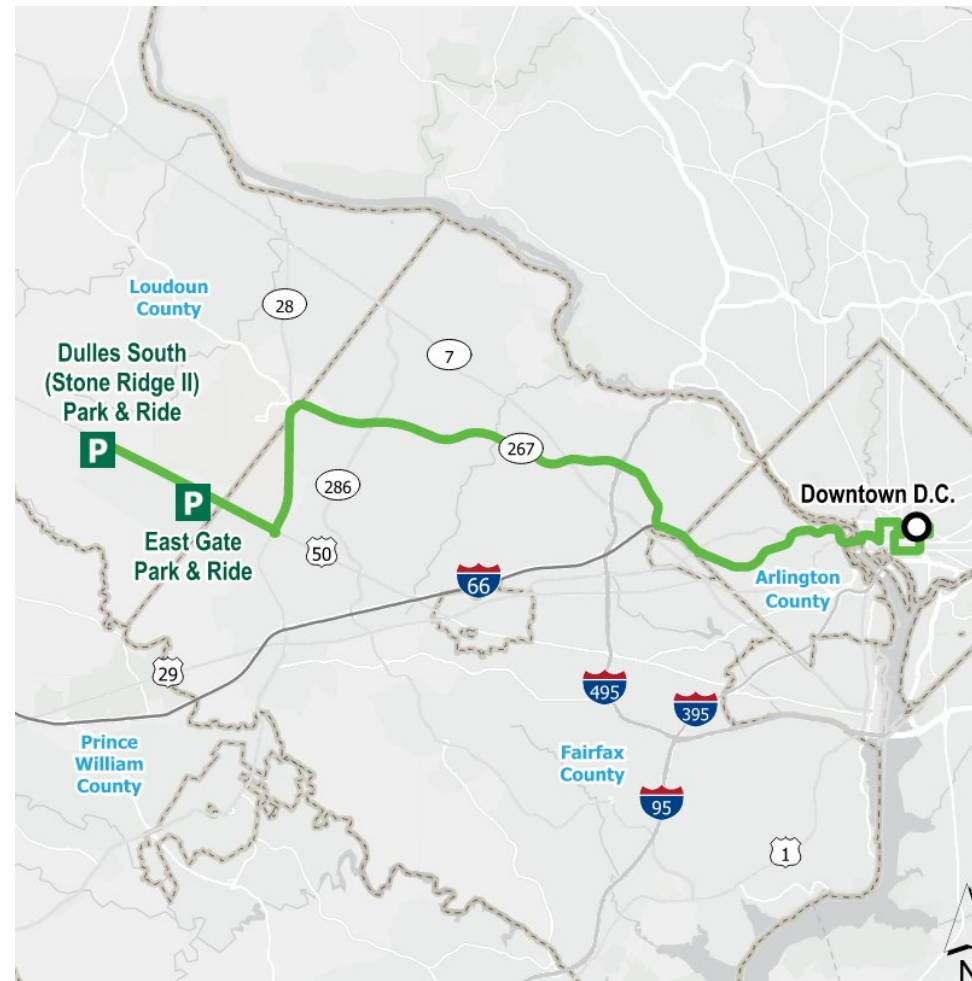 Loudoun
County
28
7
Dulles South
(Stone Ridge II)
Park & Ride
P
267
286
Downtown D.C.
P
East Gate
Park & Ride
50
66
Arlington
County
29
495
395
Prince
William
County
Fairfax
County
95
1
N